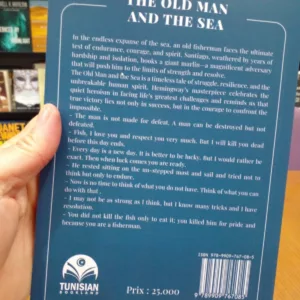 THE OLD MAN
AND THE SEA
In the endless expanse of the sea, an old fisherman faces the ultimate
test of endurance, courage, and spirit. Santiago, weathered by years of
hardship and isolation, hooks a giant marlin—a magnificent adversary
that will push him to the limits of strength and resolve.
The Old Man and the Sea is a timeless tale of struggle, resilience, and the
unbreakable human spirit. Hemingway's masterpiece celebrates the
quiet heroism in facing life's greatest challenges and reminds us that
true victory lies not only in success, but in the courage to confront the
impossible.
- The man is not made for defeat. A man can be destroyed but not
defeated.
- Fish, I love you and respect you very much. But I will kill you dead
before this day ends.
- Every day is a new day. It is better to be lucky. But I would rather be
exact. Then when luck comes you are ready.
- He rested sitting on the un-stepped mast and sail and tried not to
think but only to endure.
- Now is no time to think of what you do not have. Think of what you can
do with that .
- I may not be as strong as I think, but I know many tricks and I have
resolution.
- You did not kill the fish only to eat it: you killed him for pride and
because you are a fisherman.
TUNISIAN
BOOKLAND
Prix : 25.000
ISBN 978-9909-767-08-5
9 789909 767085